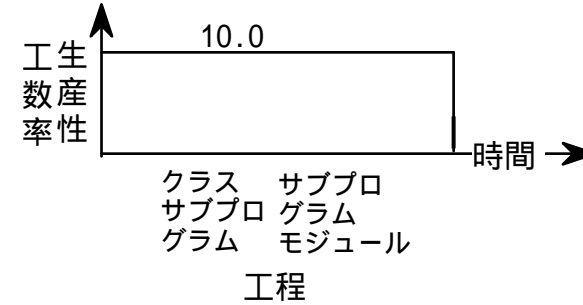 10.0
工数率
生産性
時間
クラス
サブプロ
グラム
サブプロ
グラム
モジュール
工程